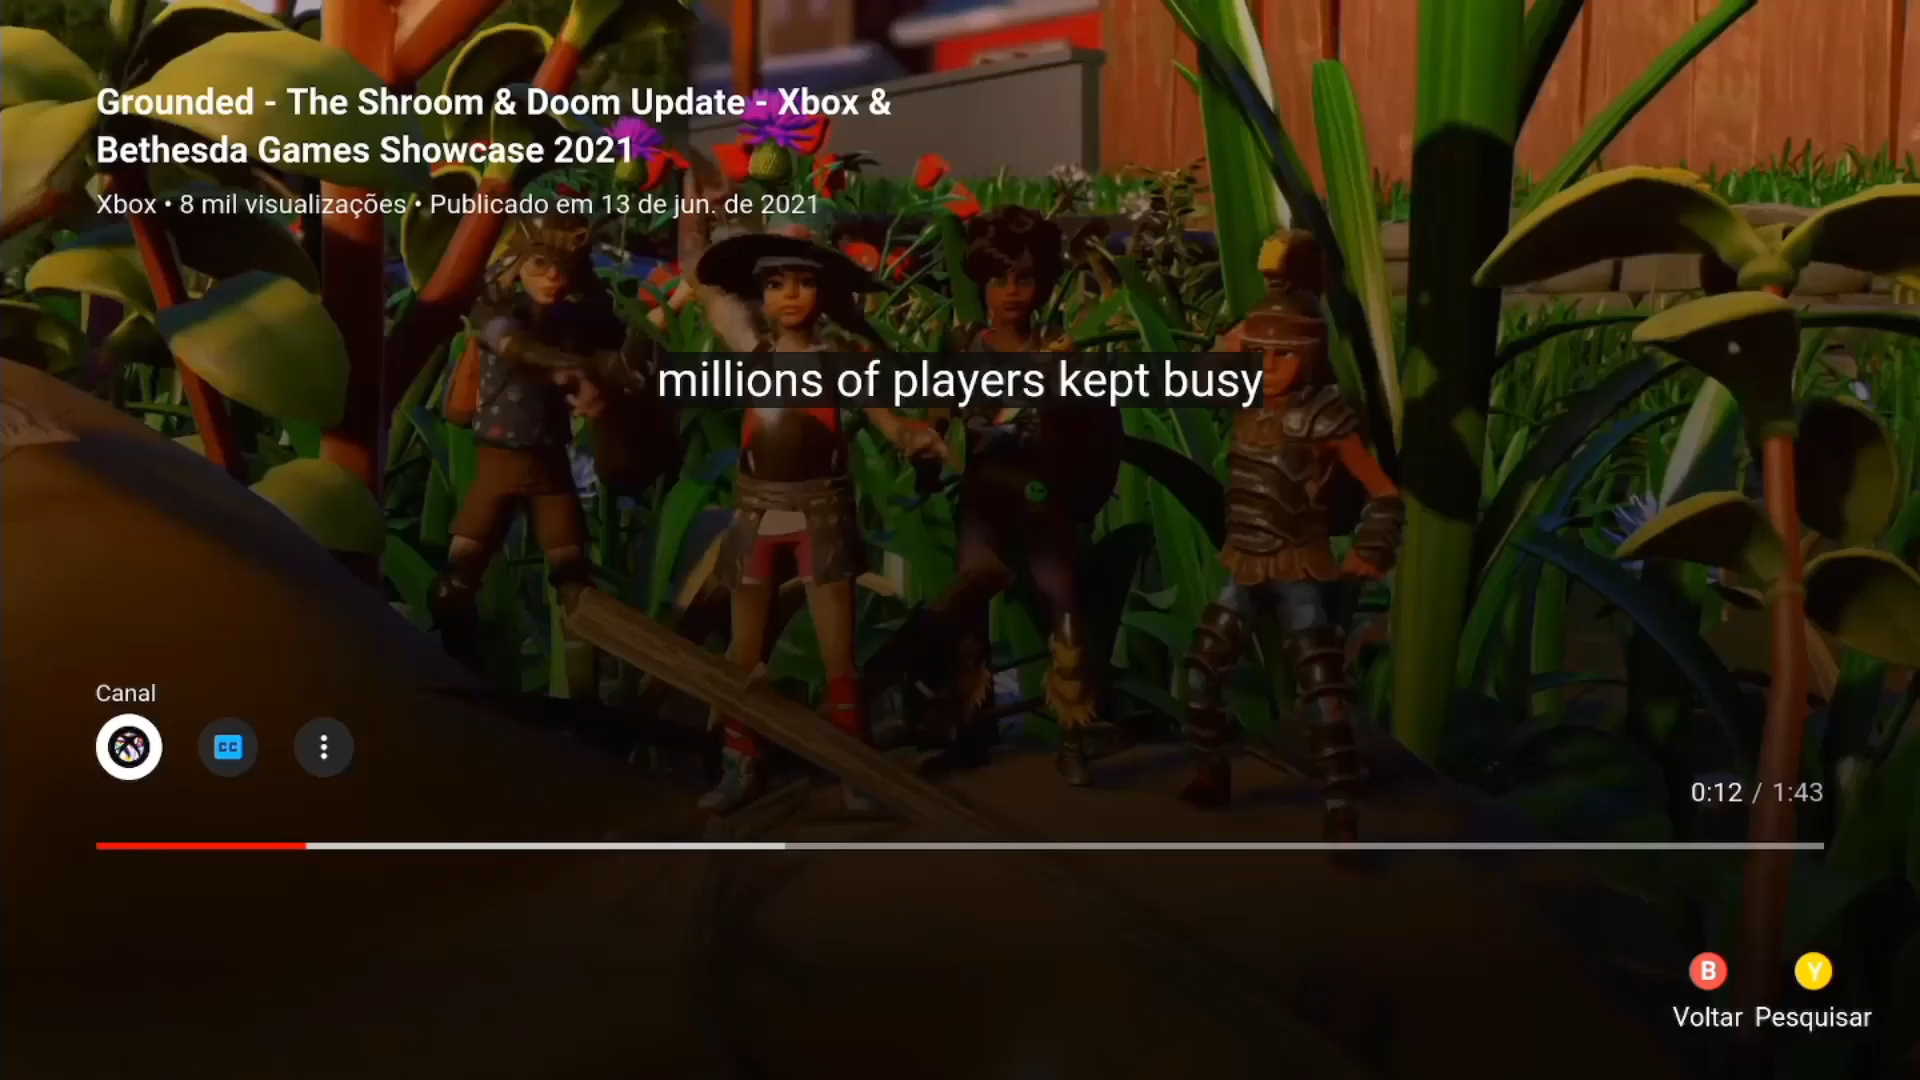 Grounded - The Shroom & Doom Update - Xbox &
Bethesda Games Showcase 2021
Xbox • 8 mil visualizações • Publicado em 13 de jun. de 2021
millions of players kept busy
Canal
CC
0:12 / 1:43
B Y
Voltar Pesquisar